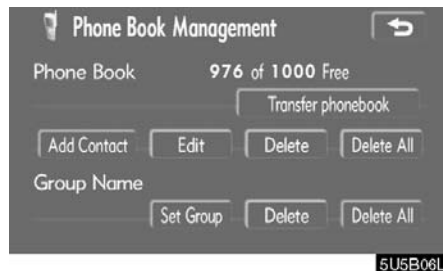 Phone Book Management
Phone Book 976 of 1000 Free
Transfer phonebook
Add Contact Edit Delete Delete All
Group Name
Set Group Delete Delete All
5U5B06L